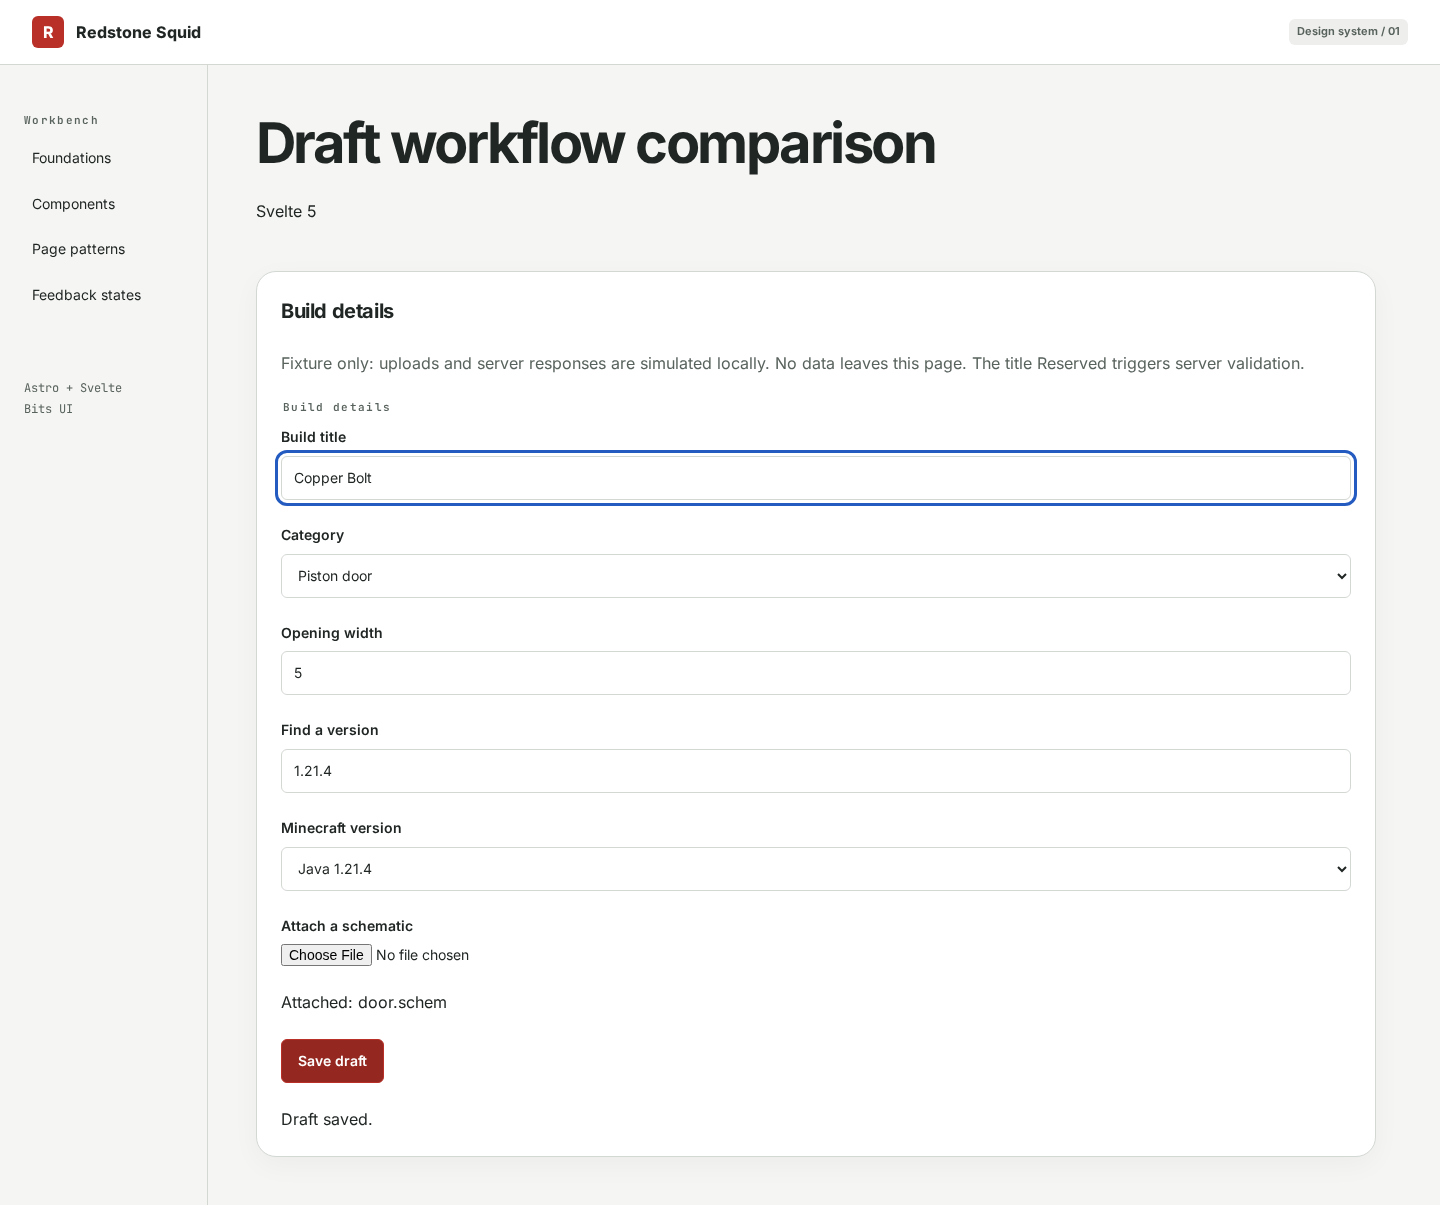 R Redstone Squid
Design system / 01
Workbench
Foundations
Components
Page patterns
Feedback states
Astro + Svelte
Bits UI
Draft workflow comparison
Svelte 5
Build details
Fixture only: uploads and server responses are simulated locally. No data leaves this page. The title Reserved triggers server validation.
Build details
Build title
Copper Bolt
Category
Piston door
Opening width
5
Find a version
1.21.4
Minecraft version
Java 1.21.4
Attach a schematic
Choose File No file chosen
Attached: door.schem
Save draft
Draft saved.